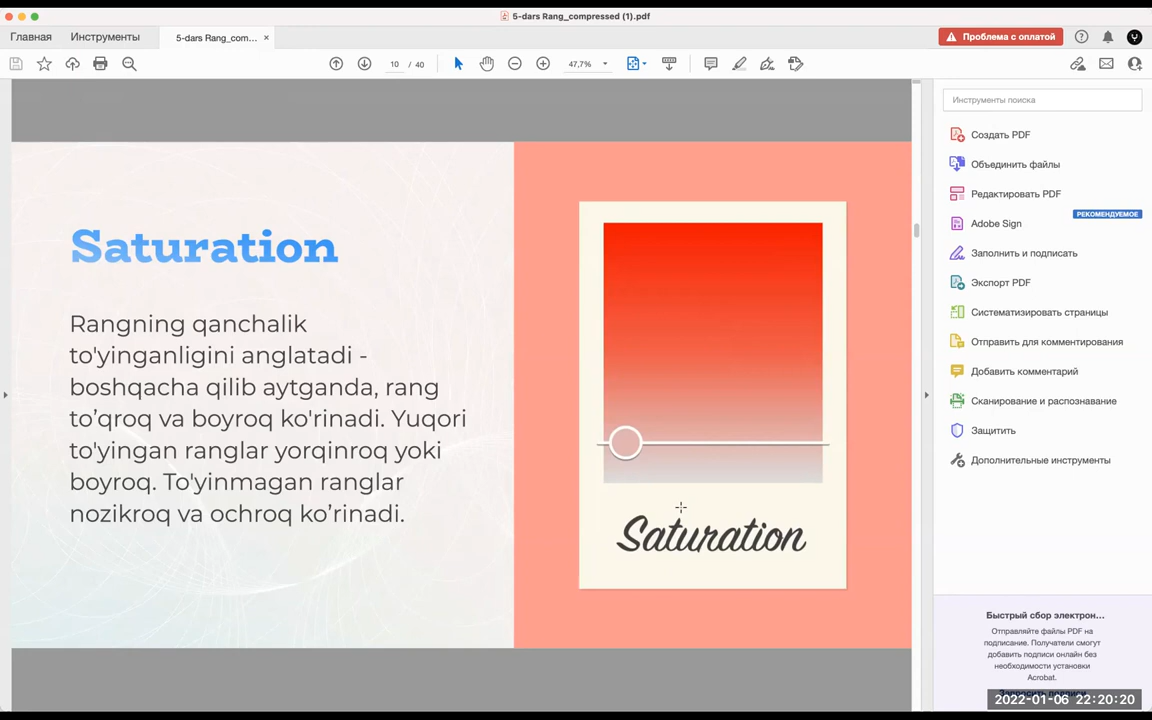 5-dars Rang_compressed (1).pdf
Главная Инструменты 5-dars Rang_com... × Проблема с оплатой ?
10 / 40 47,7%
Saturation
Rangning qanchalik
to'yinganligini anglatadi -
boshqacha qilib aytganda, rang
to’qroq va boyroq ko'rinadi. Yuqori
to'yingan ranglar yorqinroq yoki
boyroq. To'yinmagan ranglar
nozikroq va ochroq ko’rinadi.
Saturation
Инструменты поиска
Создать PDF
Объединить файлы
Редактировать PDF
РЕКОМЕНДУЕМОЕ
Adobe Sign
Заполнить и подписать
Экспорт PDF
Систематизировать страницы
Отправить для комментирования
Добавить комментарий
Сканирование и распознавание
Защитить
Дополнительные инструменты
Быстрый сбор электрон...
Отправляйте файлы PDF на
подписание. Получатели смогут
добавить подписи онлайн без
необходимости установки
Acrobat.
2022-01-06 22:20:20